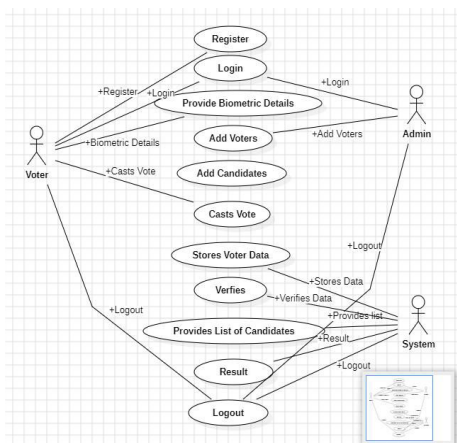 Register
Login
+Login
+Register
+Login
Provide Biometric Details
Admin
Add Voters
+Add Voters
+Biometric Details
Voter
+Casts Vote
Add Candidates
Casts Vote
+Logout
Stores Voter Data
+Stores Data
Verfies
+Verifies Data
+Logout
+Provides list
Provides List of Candidates
+Result
System
Result
+Logout
Logout